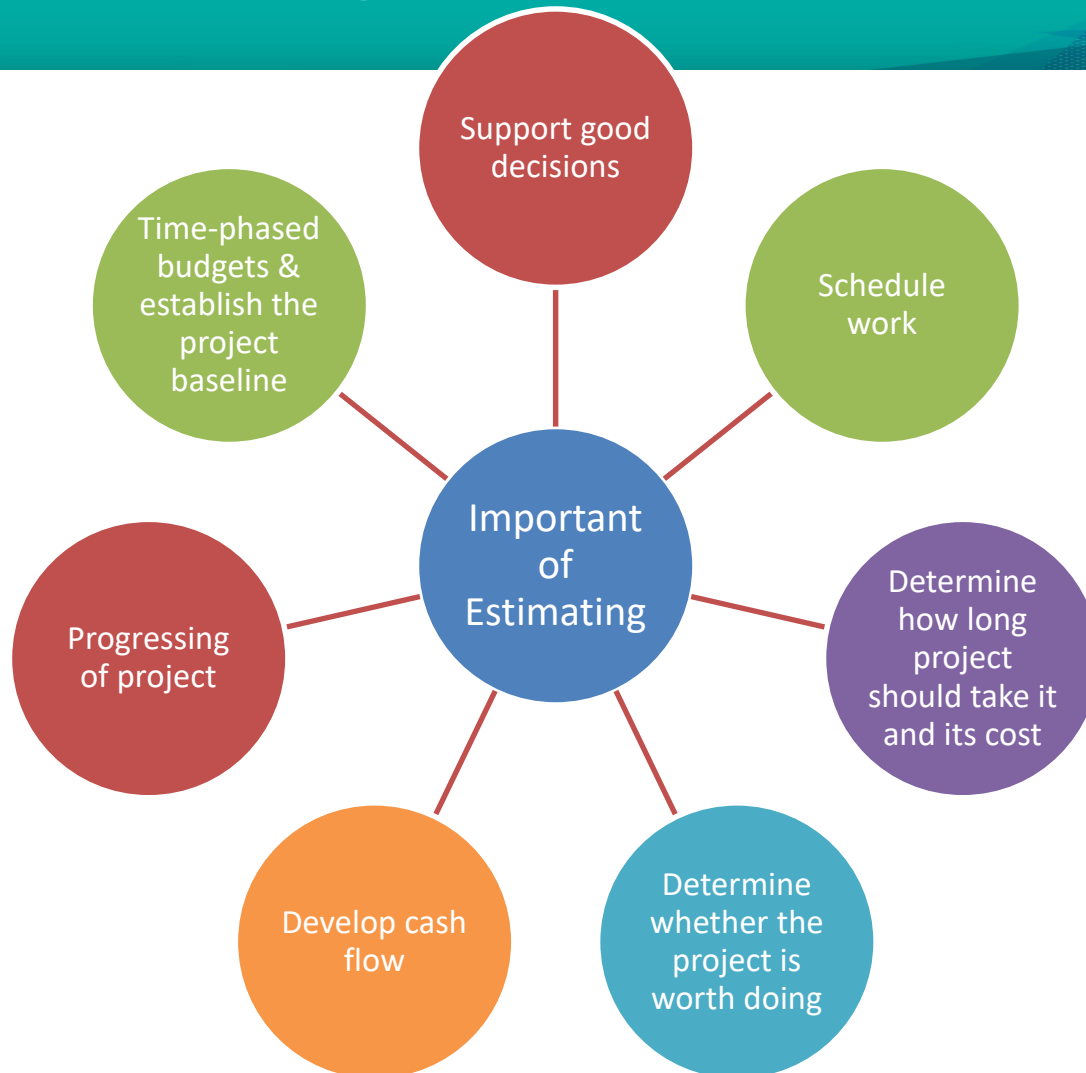 Support good
decisions
Schedule
work
Determine
how long
project
should take it
and its cost
Determine
whether the
project is
worth doing
Develop cash
flow
Progressing
of project
Time-phased
budgets &
establish the
project
baseline
Important
of
Estimating